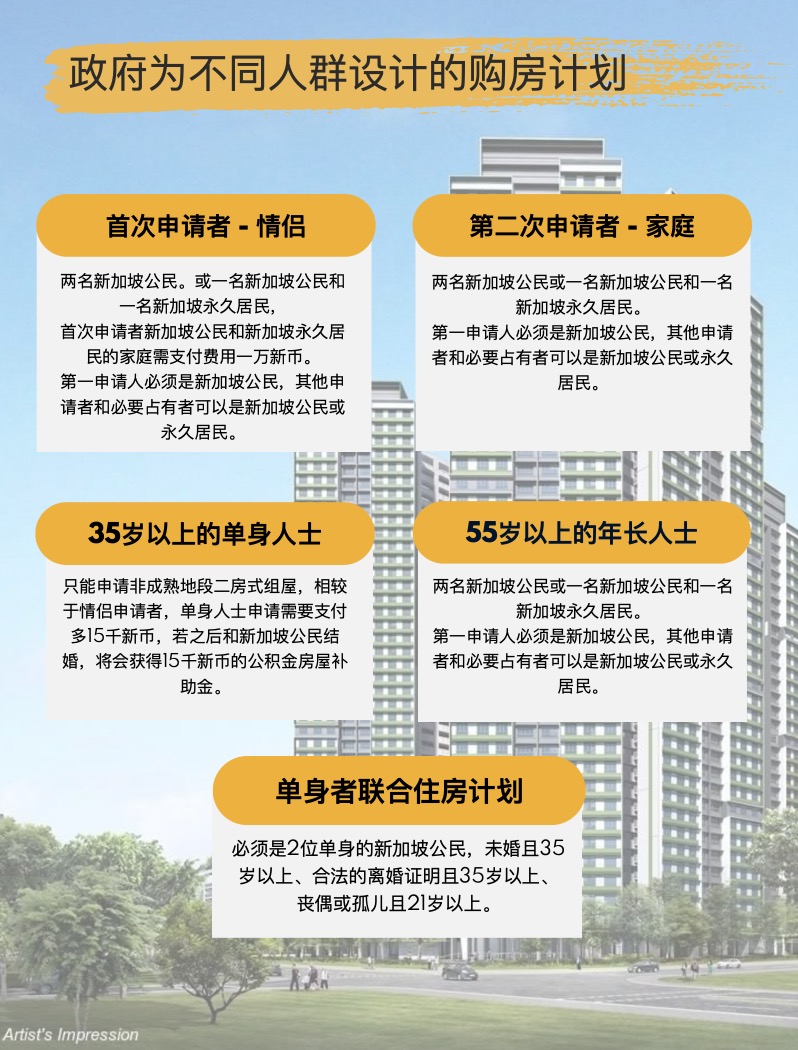 政府为不同人群设计的购房计划
首次申请者 - 情侣
两名新加坡公民。或一名新加坡公民和
一名新加坡永久居民，
首次申请者新加坡公民和新加坡永久居
民的家庭需支付费用一万新币。
第一申请人必须是新加坡公民，其他申
请者和必要占有者可以是新加坡公民或
永久居民。
第二次申请者 - 家庭
两名新加坡公民或一名新加坡公民和一名
新加坡永久居民。
第一申请人必须是新加坡公民，其他申请
者和必要占有者可以是新加坡公民或永久
居民。
35岁以上的单身人士
只能申请非成熟地段二房式组屋，相较
于情侣申请者，单身人士申请需要支付
多15千新币，若之后和新加坡公民结
婚，将会获得15千新币的公积金房屋补
助金。
55岁以上的年长人士
两名新加坡公民或一名新加坡公民和一名
新加坡永久居民。
第一申请人必须是新加坡公民，其他申请
者和必要占有者可以是新加坡公民或永久
居民。
单身者联合住房计划
必须是2位单身的新加坡公民，未婚且35
岁以上、合法的离婚证明且35岁以上、
丧偶或孤儿且21岁以上。
Artist's Impression